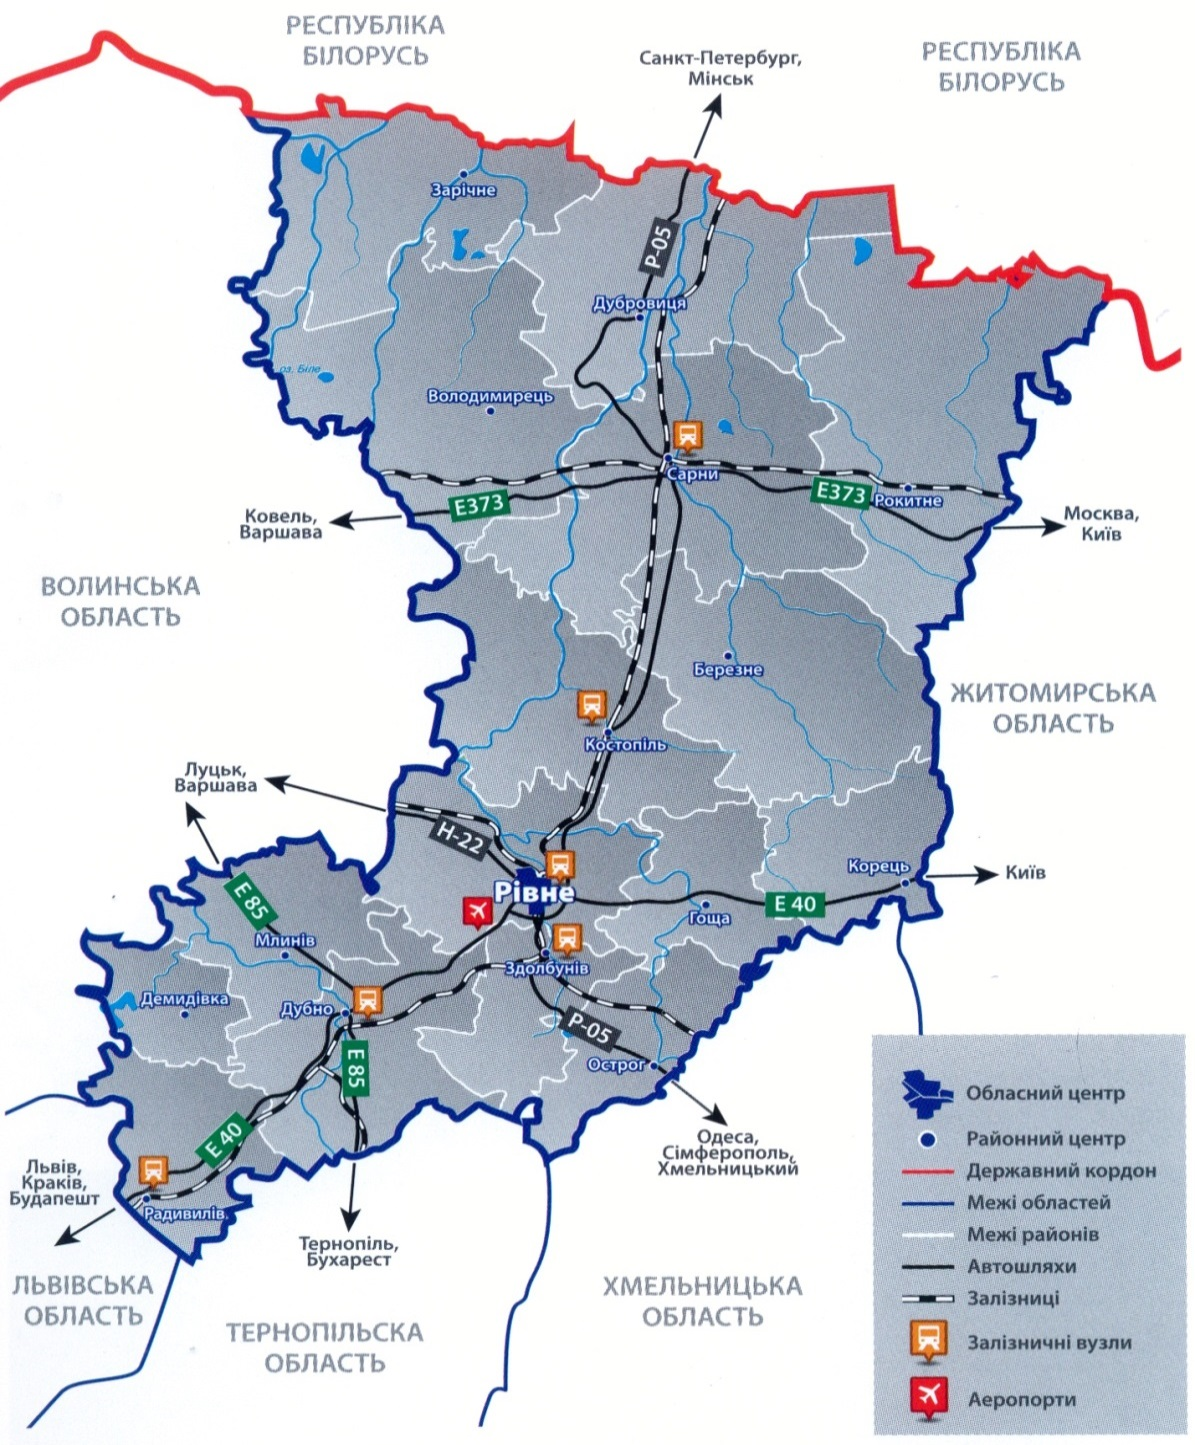 РЕСПУБЛІКА
БІЛОРУСЬ
Санкт-Петербург,
Мінськ
РЕСПУБЛІКА
БІЛОРУСЬ
Зарічне
Р-05
Дубровиця
оз. Біле
Володимирець
Сарни
Е373
Е373
Рокитне
Ковель,
Варшава
Москва,
Київ
ВОЛИНСЬКА
ОБЛАСТЬ
Березне
ЖИТОМИРСЬКА
ОБЛАСТЬ
Костопіль
Луцьк,
Варшава
Н-22
Рівне
Корець
Київ
Е 85
Е 40
Гоща
Млинів
Здолбунів
Демидівка
Дубно
Р-05
Е 85
Острог
Е 40
Одеса,
Сімферополь,
Хмельницький
Львів,
Краків,
Будапешт
Радивилів
Тернопіль,
Бухарест
ЛЬВІВСЬКА
ОБЛАСТЬ
ТЕРНОПІЛЬСКА
ОБЛАСТЬ
ХМЕЛЬНИЦЬКА
ОБЛАСТЬ
Обласний центр
Районний центр
Державний кордон
Межі областей
Межі районів
Автошляхи
Залізниці
Залізничні вузли
Аеропорти